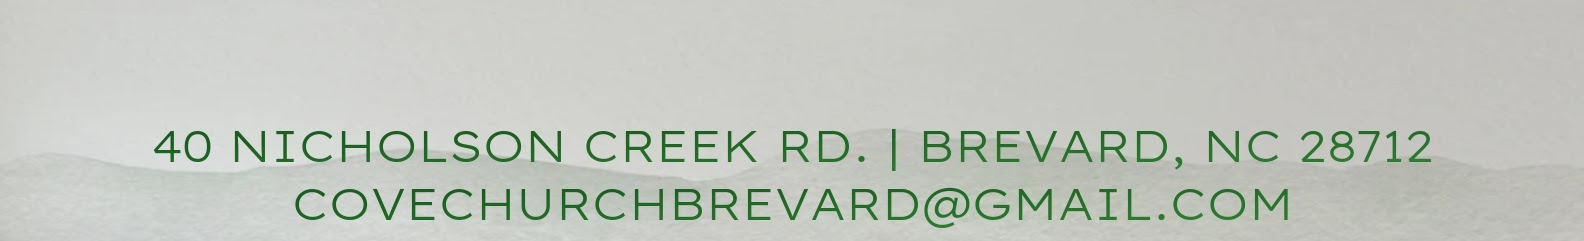 40 NICHOLSON CREEK RD. | BREVARD, NC 28712
COVECHURCHBREVARD@GMAIL.COM